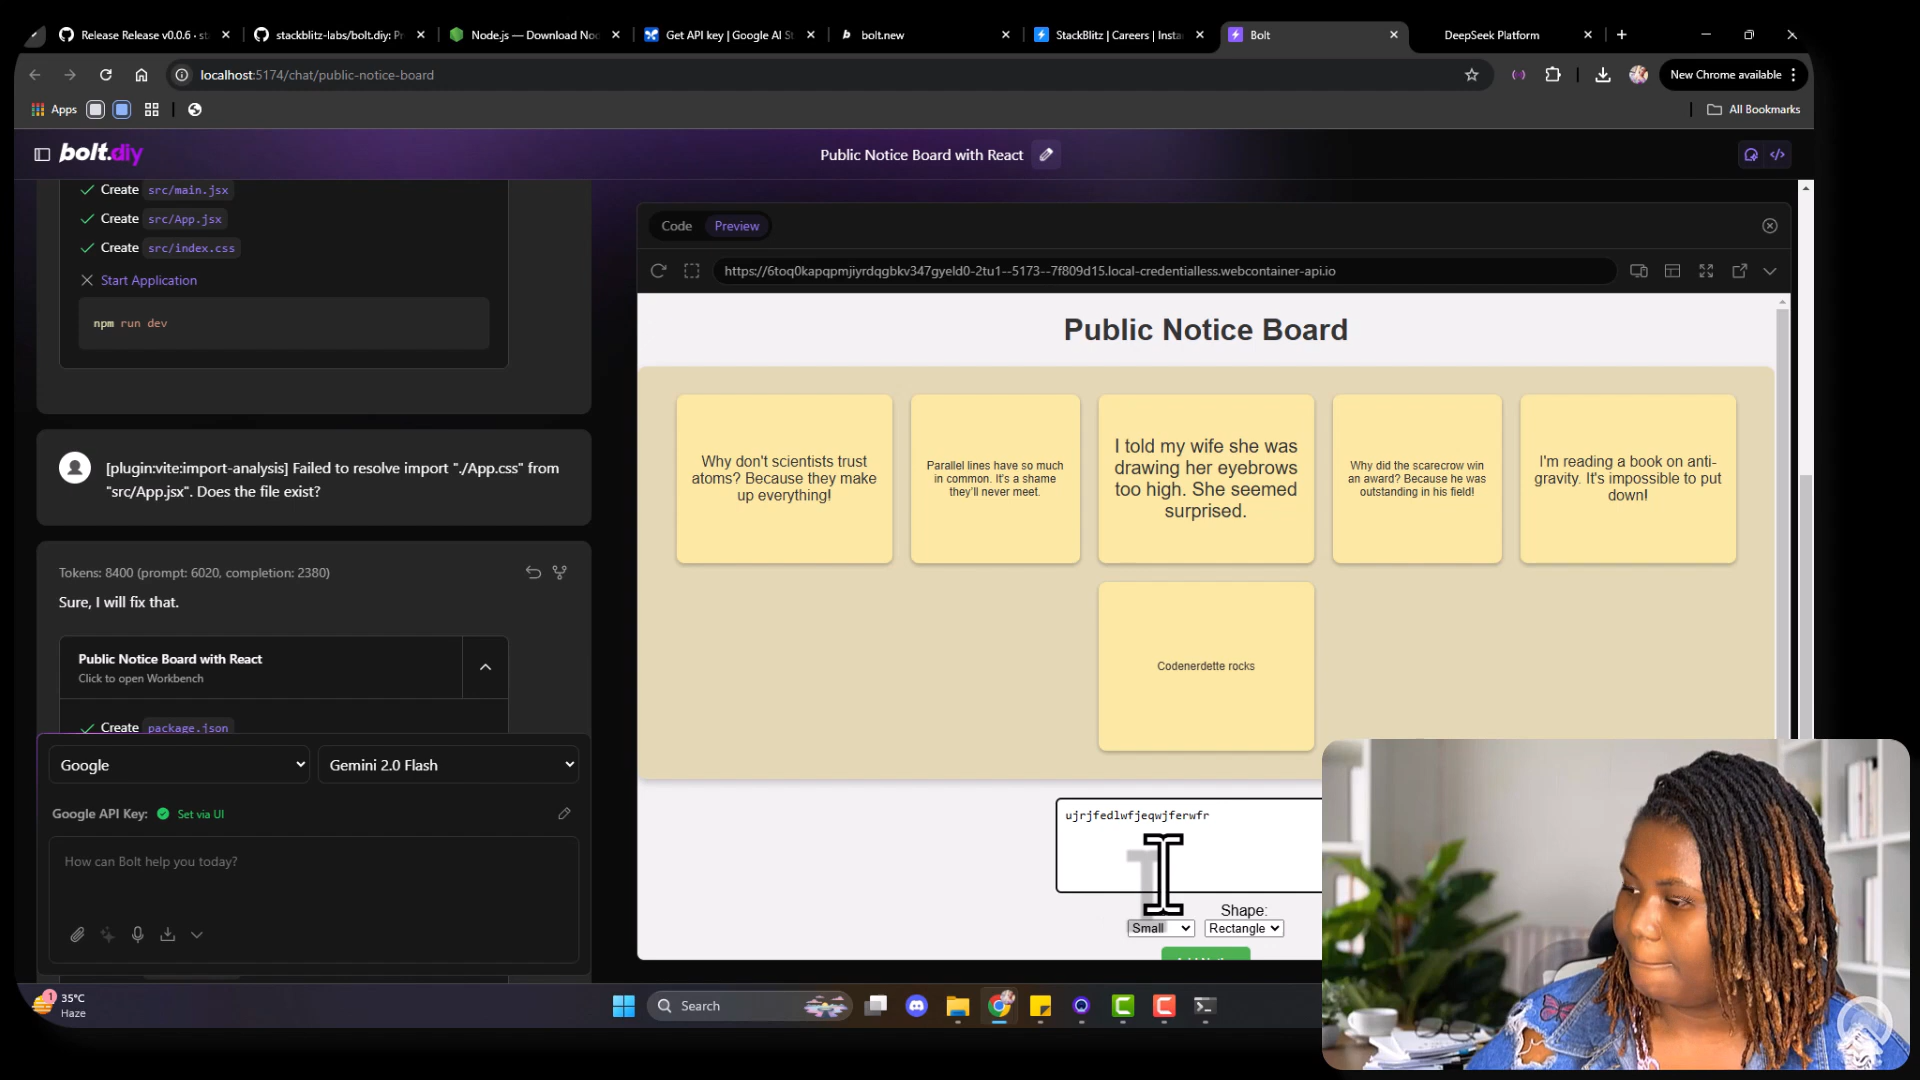 Release Release v0.0.6 · st
stackblitz-labs/bolt.diy: Pr
Node.js — Download Nod
Get API key | Google AI St
bolt.new
StackBlitz | Careers | Insta
Bolt
DeepSeek Platform
localhost:5174/chat/public-notice-board
New Chrome available
Apps
All Bookmarks
bolt.diy
Public Notice Board with React
Create src/main.jsx
Create src/App.jsx
Create src/index.css
Start Application
npm run dev
[plugin:vite:import-analysis] Failed to resolve import "./App.css" from
"src/App.jsx". Does the file exist?
Tokens: 8400 (prompt: 6020, completion: 2380)
Sure, I will fix that.
Public Notice Board with React
Click to open Workbench
Create package.json
Google
Gemini 2.0 Flash
Google API Key:
Set via UI
How can Bolt help you today?
Code
Preview
https://6toq0kapqpmjiyrdqgbkv347gyeld0-2tu1--5173--7f809d15.local-credentialless.webcontainer-api.io
Public Notice Board
Why don't scientists trust
atoms? Because they make
up everything!
Parallel lines have so much
in common. It's a shame
they'll never meet.
I told my wife she was
drawing her eyebrows
too high. She seemed
surprised.
Why did the scarecrow win
an award? Because he was
outstanding in his field!
I'm reading a book on anti-
gravity. It's impossible to put
down!
Codenerdette rocks
ujrjfedlwfjeqwjferwfr
Shape:
Small
Rectangle
1
35°C
Haze
Search